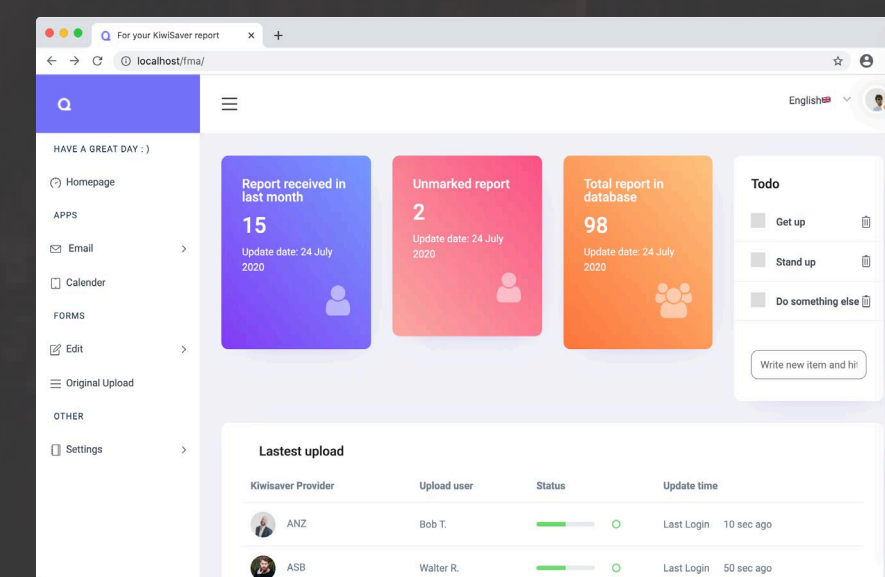 For your KiwiSaver report
localhost/fma/
English
HAVE A GREAT DAY : )
Homepage
APPS
Email
Calender
FORMS
Edit
Original Upload
OTHER
Settings
Report received in
last month
15
Update date: 24 July
2020
Unmarked report
2
Update date: 24 July
2020
Total report in
database
98
Update date: 24 July
2020
Todo
Get up
Stand up
Do something else
Write new item and hit
Lastest upload
Kiwisaver Provider Upload user Status Update time
ANZ Bob T. Last Login 10 sec ago
ASB Walter R. Last Login 50 sec ago